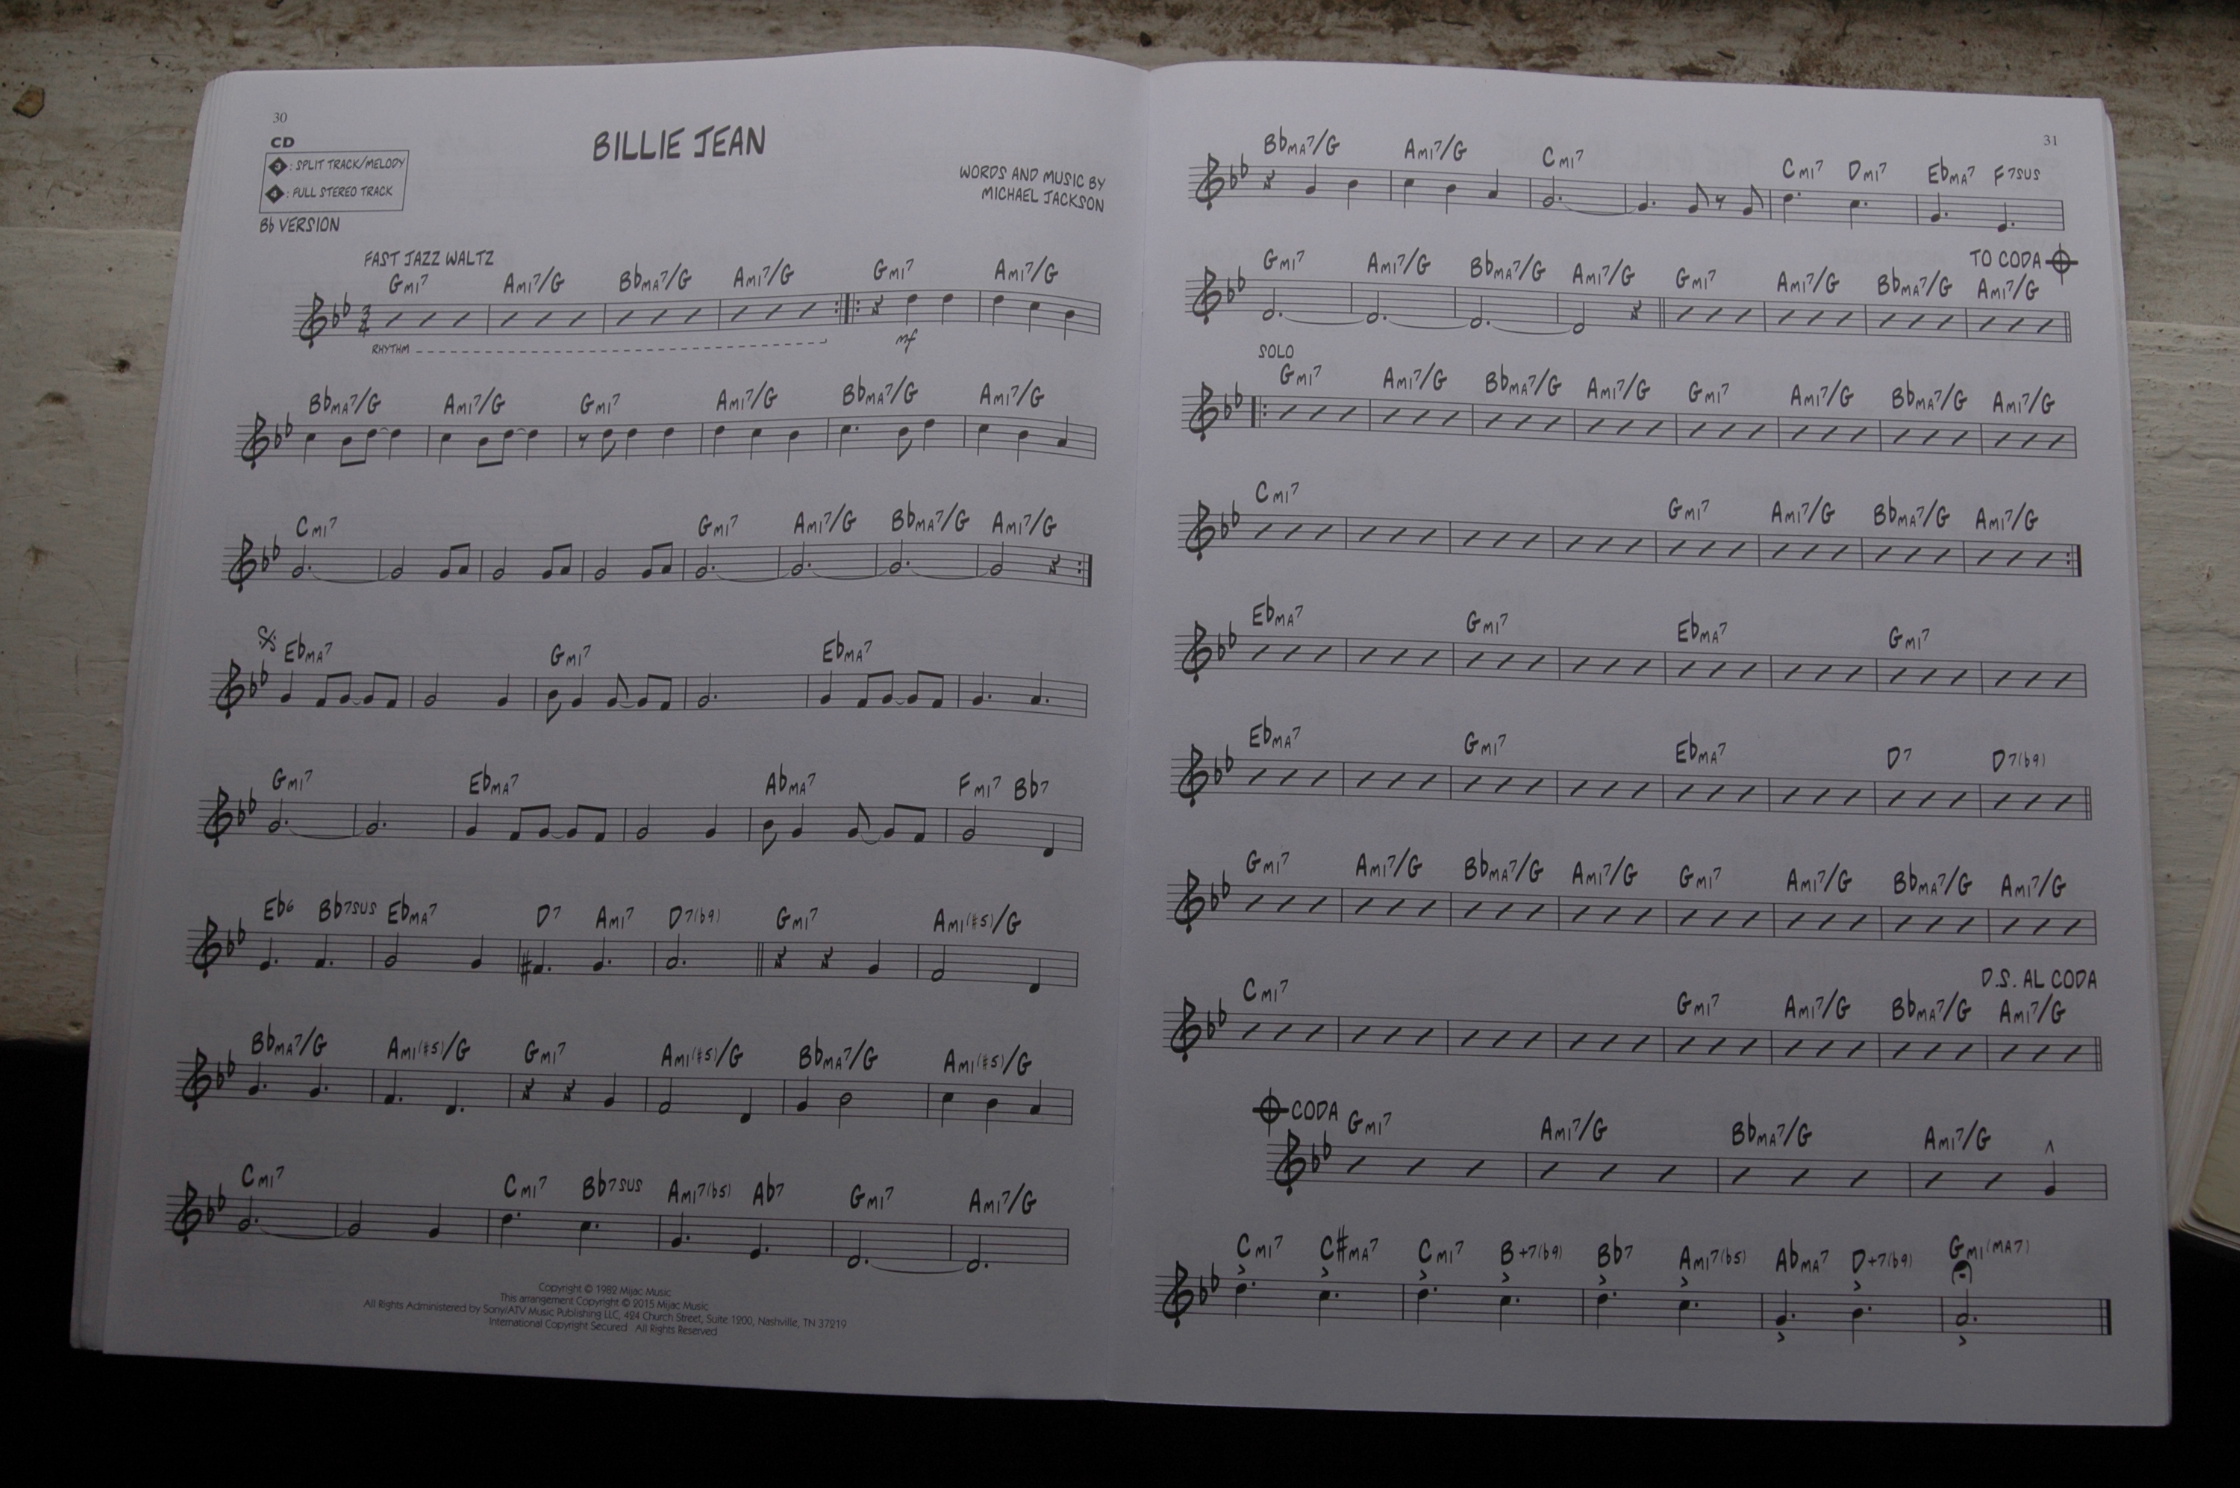 30
CD
3 : SPLIT TRACK/MELODY
4 : FULL STEREO TRACK
Bb VERSION
BILLIE JEAN
WORDS AND MUSIC BY
MICHAEL JACKSON
FAST JAZZ WALTZ
GMI7 AMI7/G BbMA7/G AMI7/G GMI7 AMI7/G
3
4
RHYTHM
mf
BbMA7/G AMI7/G GMI7 AMI7/G BbMA7/G AMI7/G
CMI7 GMI7 AMI7/G BbMA7/G AMI7/G
EbMA7 GMI7 EbMA7
GMI7 EbMA7 AbMA7 FMI7 Bb7
Eb6 Bb7SUS EbMA7 D7 AMI7 D7(b9) GMI7 AMI(#5)/G
BbMA7/G AMI(#5)/G GMI7 AMI(#5)/G BbMA7/G AMI(#5)/G
CMI7 CMI7 Bb7SUS AMI7(b5) Ab7 GMI7 AMI7/G
Copyright © 1982 Mijac Music
This arrangement Copyright © 2015 Mijac Music
All Rights Administered by Sony/ATV Music Publishing LLC, 424 Church Street, Suite 1200, Nashville, TN 37219
International Copyright Secured All Rights Reserved
31
BbMA7/G AMI7/G CMI7 CMI7 DMI7 EbMA7 F7SUS
TO CODA
GMI7 AMI7/G BbMA7/G AMI7/G GMI7 AMI7/G BbMA7/G AMI7/G
SOLO
GMI7 AMI7/G BbMA7/G AMI7/G GMI7 AMI7/G BbMA7/G AMI7/G
CMI7 GMI7 AMI7/G BbMA7/G AMI7/G
EbMA7 GMI7 EbMA7 GMI7
EbMA7 GMI7 EbMA7 D7 D7(b9)
GMI7 AMI7/G BbMA7/G AMI7/G GMI7 AMI7/G BbMA7/G AMI7/G
D.S. AL CODA
CMI7 GMI7 AMI7/G BbMA7/G AMI7/G
CODA GMI7 AMI7/G BbMA7/G AMI7/G
CMI7 C#MA7 CMI7 B+7(b9) Bb7 AMI7(b5) AbMA7 D+7(b9) GMI(MA7)